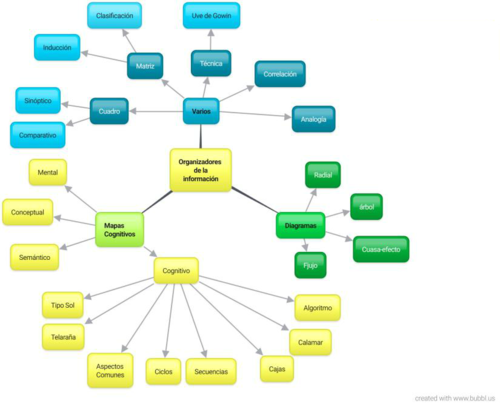 Clasificación
Uve de Gowin
Inducción
Matriz
Técnica
Correlación
Sinóptico
Cuadro
Varios
Analogía
Comparativo
Organizadores
de la
información
Mental
Radial
Conceptual
árbol
Mapas
Cognitivos
Diagramas
Semántico
Cuasa-efecto
Cognitivo
Fjujo
Tipo Sol
Algoritmo
Telaraña
Calamar
Aspectos
Comunes
Ciclos
Secuencias
Cajas
created with www.bubbl.us